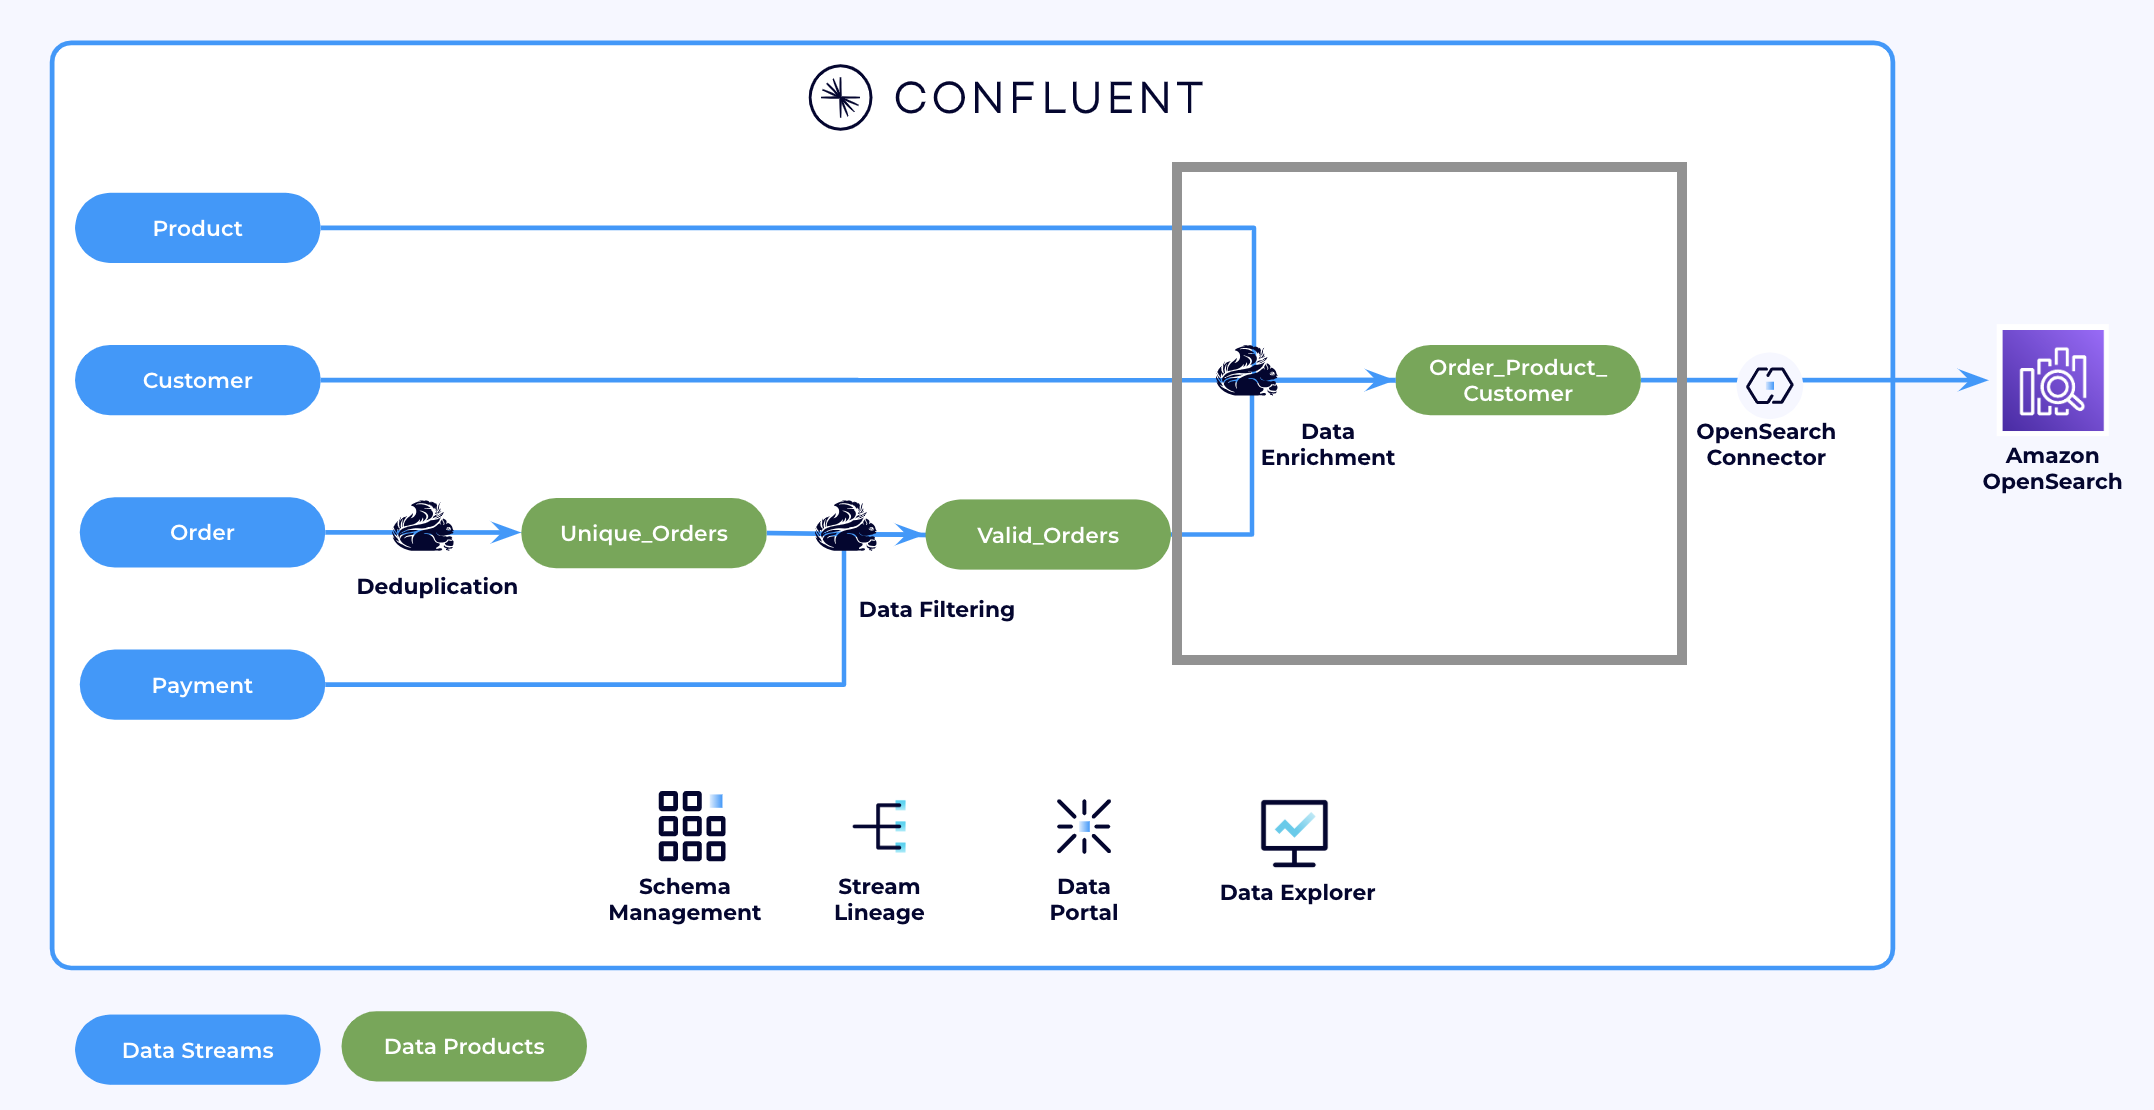 CONFLUENT
Product
Customer
Order_Product_
Customer
Data
Enrichment
OpenSearch
Connector
Amazon
OpenSearch
Order
Deduplication
Unique_Orders
Data Filtering
Valid_Orders
Payment
Schema
Management
Stream
Lineage
Data
Portal
Data Explorer
Data Streams
Data Products